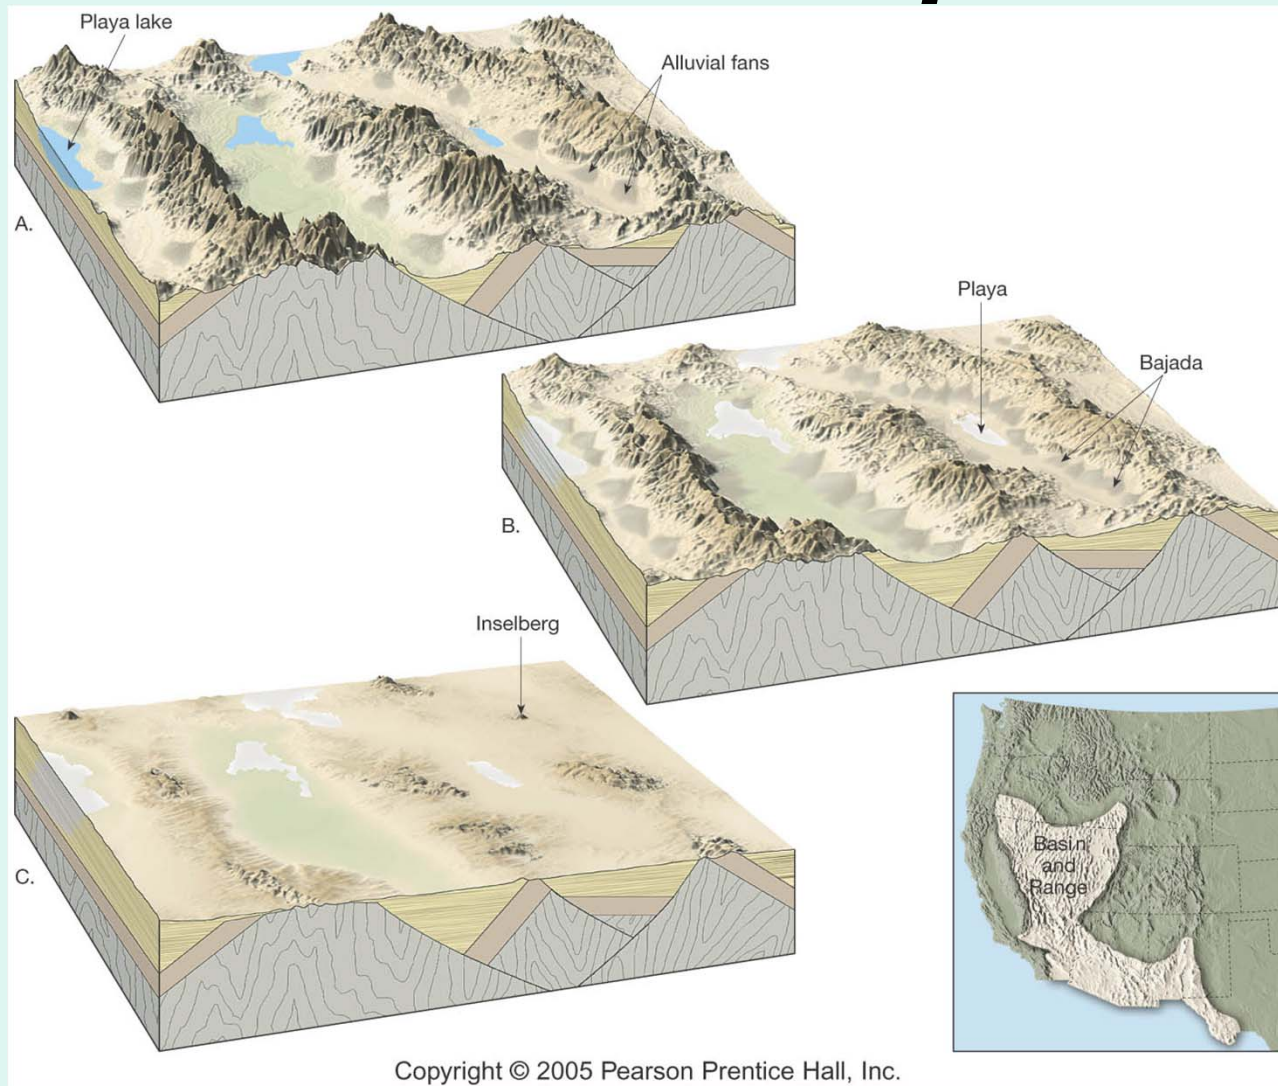 Playa lake
Alluvial fans
A.
Playa
Bajada
B.
Inselberg
C.
Basin
and
Range
Copyright © 2005 Pearson Prentice Hall, Inc.